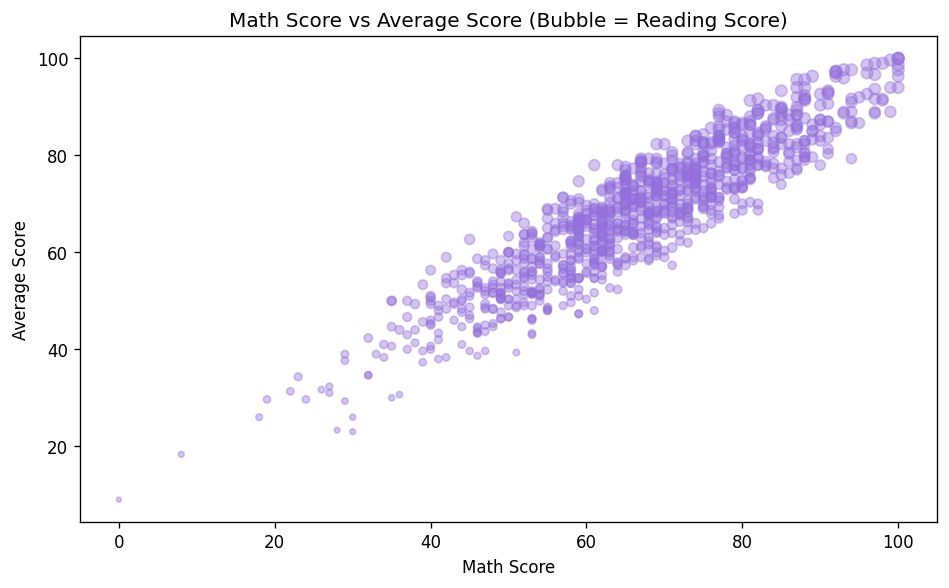 Math Score vs Average Score (Bubble = Reading Score)
100
80
60
40
20
Average Score
0 20 40 60 80 100
Math Score